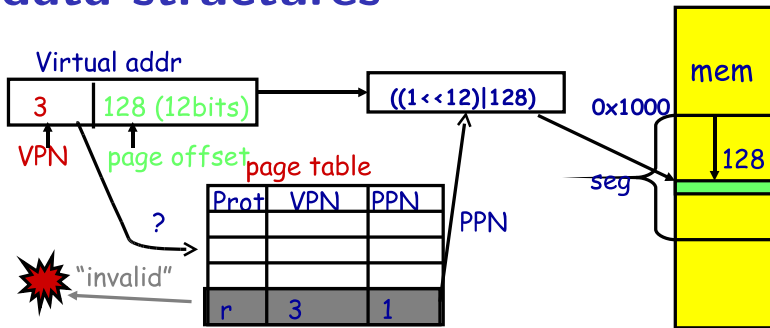 data structures
Virtual addr
3 128 (12bits)
((1<<12)|128)
mem
0x1000
VPN
page offset
page table
128
seg
Prot VPN PPN
?
PPN
"invalid"
r 3 1